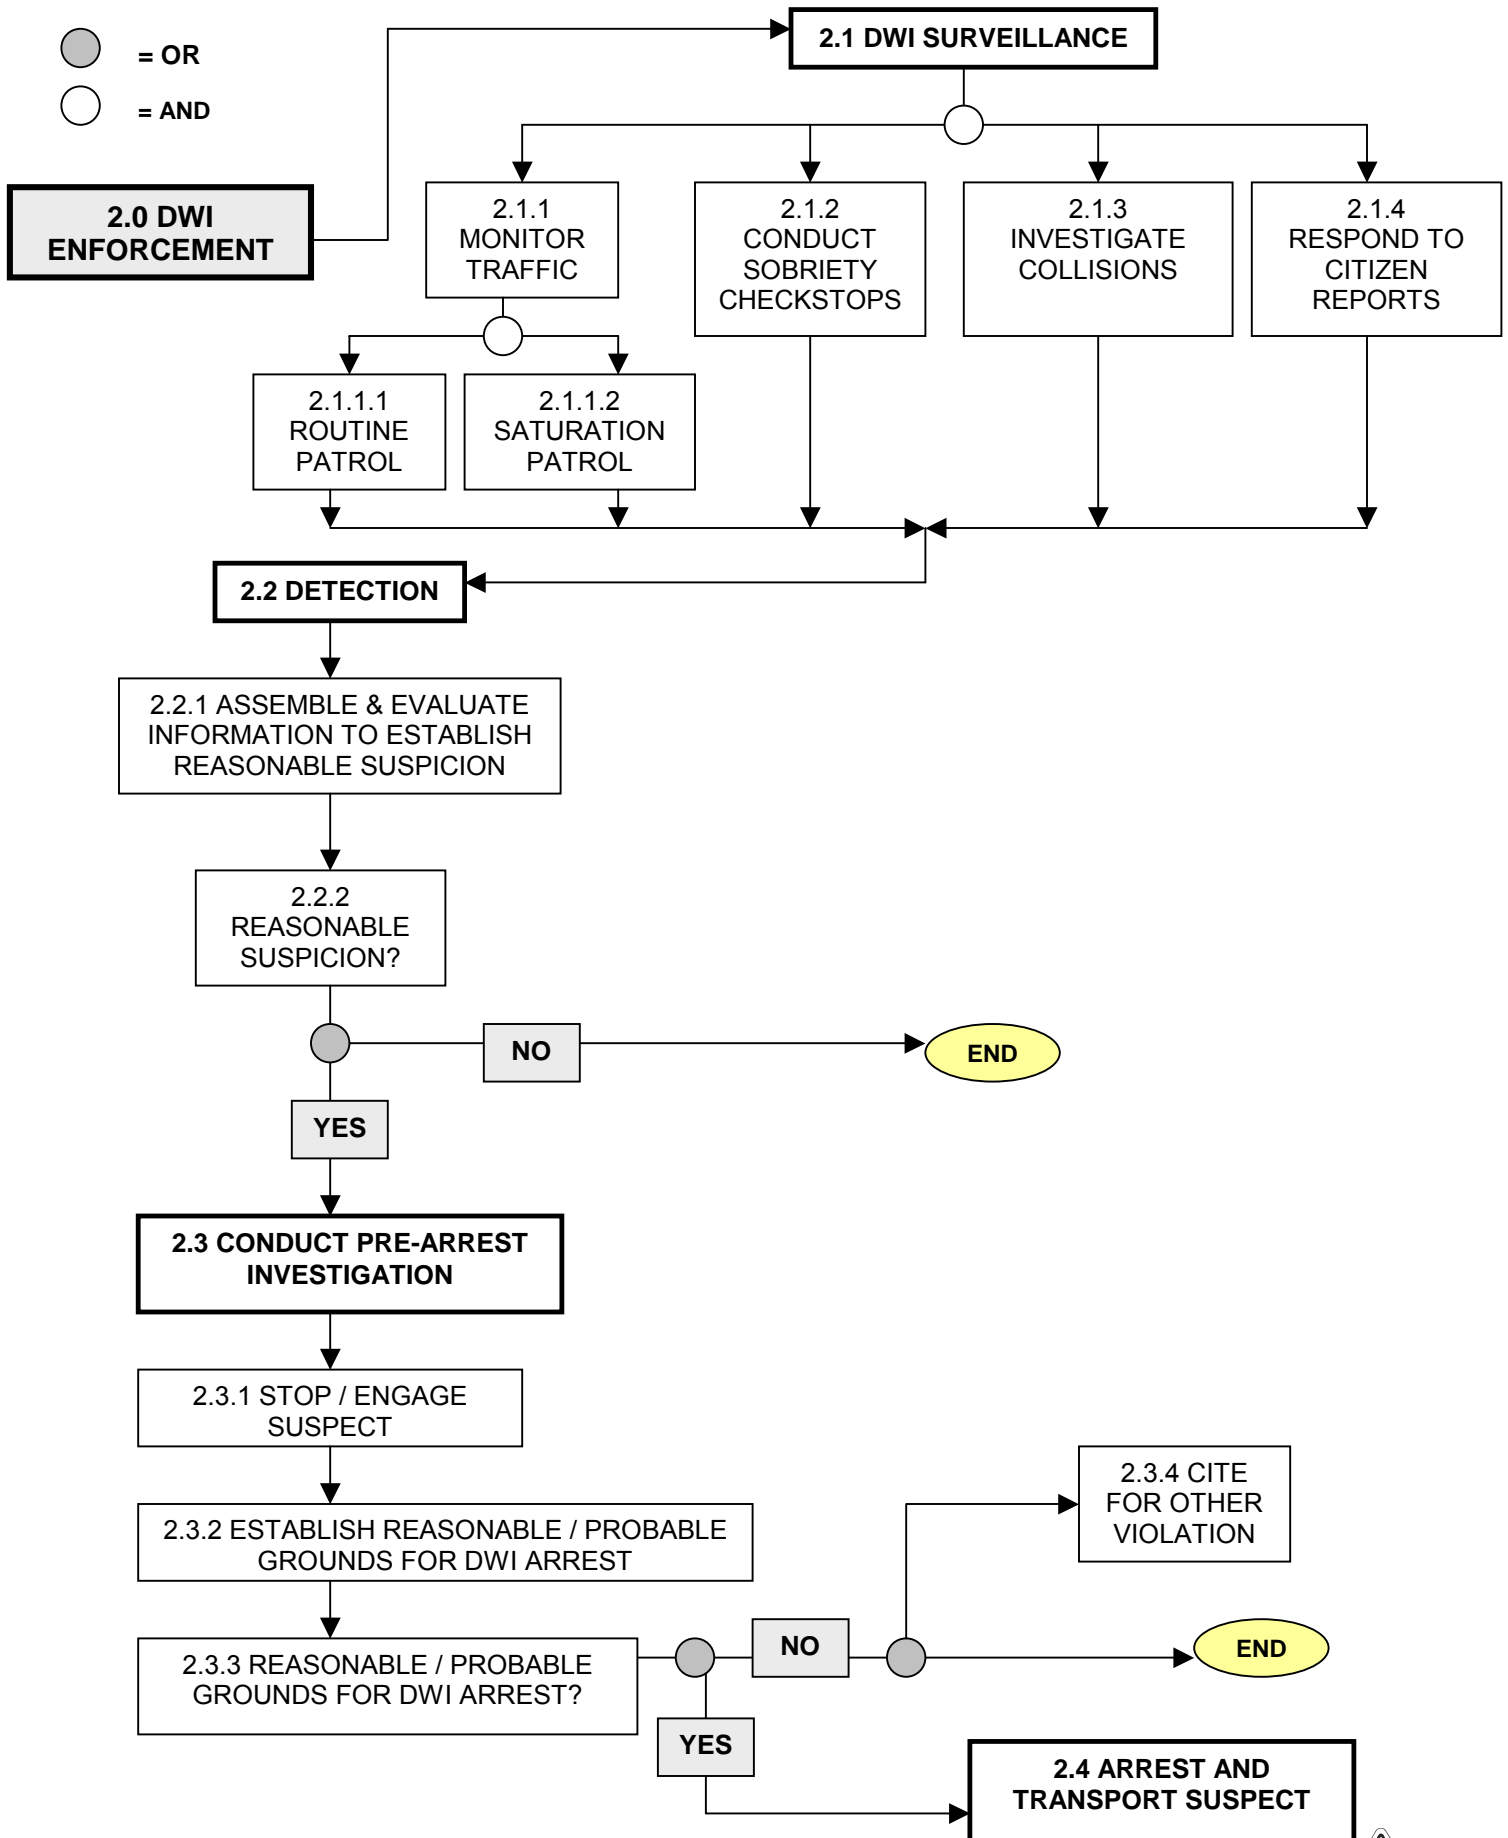 = OR
= AND
2.1 DWI SURVEILLANCE
2.0 DWI
ENFORCEMENT
2.1.1
MONITOR
TRAFFIC
2.1.2
CONDUCT
SOBRIETY
CHECKSTOPS
2.1.3
INVESTIGATE
COLLISIONS
2.1.4
RESPOND TO
CITIZEN
REPORTS
2.1.1.1
ROUTINE
PATROL
2.1.1.2
SATURATION
PATROL
2.2 DETECTION
2.2.1 ASSEMBLE & EVALUATE
INFORMATION TO ESTABLISH
REASONABLE SUSPICION
2.2.2
REASONABLE
SUSPICION?
NO
END
YES
2.3 CONDUCT PRE-ARREST
INVESTIGATION
2.3.1 STOP / ENGAGE
SUSPECT
2.3.2 ESTABLISH REASONABLE / PROBABLE
GROUNDS FOR DWI ARREST
2.3.4 CITE
FOR OTHER
VIOLATION
2.3.3 REASONABLE / PROBABLE
GROUNDS FOR DWI ARREST?
NO
END
YES
2.4 ARREST AND
TRANSPORT SUSPECT